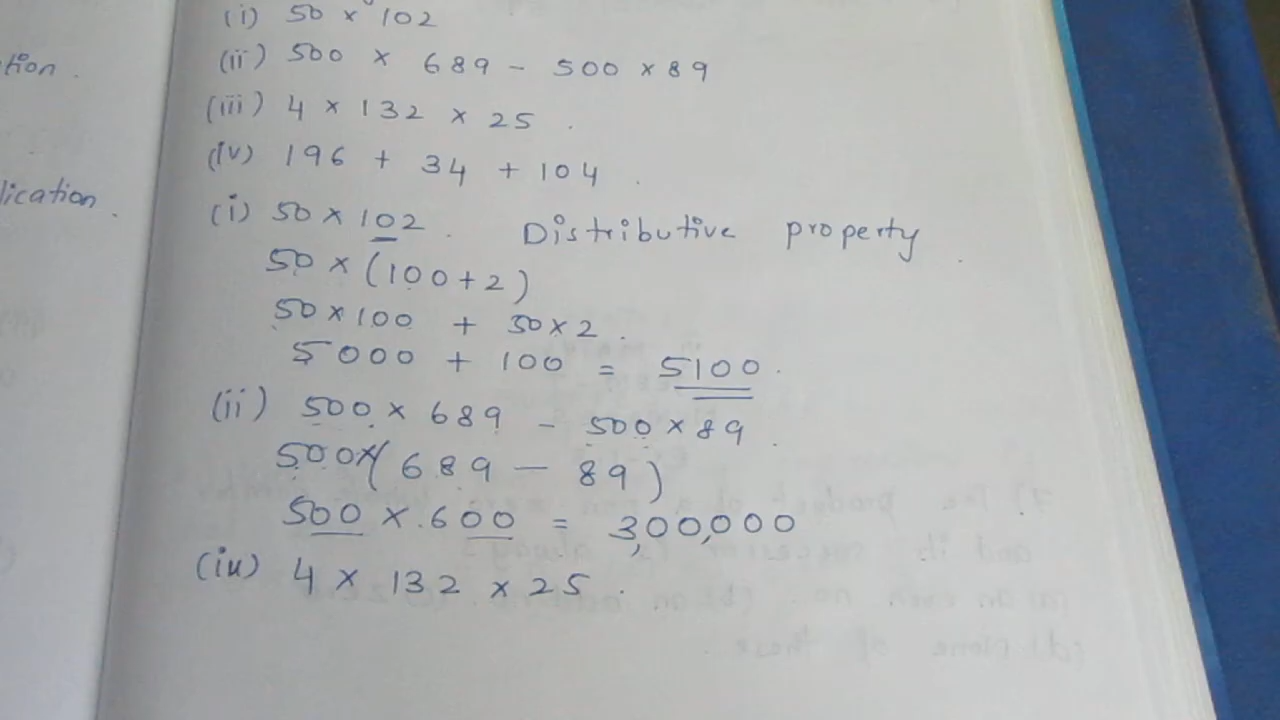 tion.
lication.
(i) 50 × 102
(ii) 500 × 689 - 500 × 89
(iii) 4 × 132 × 25.
(iv) 196 + 34 + 104.
(i) 50 × 102. Distributive property.
50 × (100+2)
50×100 + 50×2.
5000 + 100 = 5100.
(ii) 500 × 689 - 500 × 89.
500×(689 - 89)
500 × 600 = 3,00,000
(iii) 4 × 132 × 25.